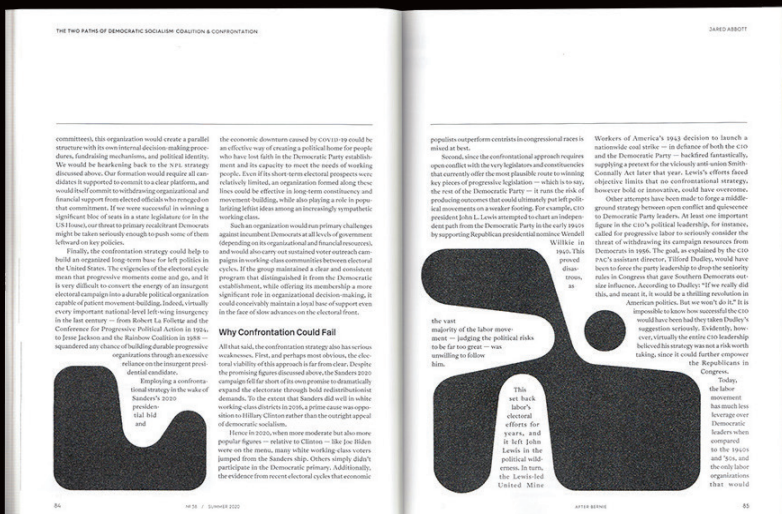 THE TWO PATHS OF DEMOCRATIC SOCIALISM: COALITION & CONFRONTATION
committees), this organization would create a parallel
structure with its own internal decision-making proce-
dures, fundraising mechanisms, and political identity.
We would be hearkening back to the NPL strategy
discussed above. Our formation would require all can-
didates it supported to commit to a clear platform, and
would itself commit to withdrawing organizational and
financial support from elected officials who reneged on
that commitment. If we were successful in winning a
significant bloc of seats in a state legislature (or in the
US House), our threat to primary recalcitrant Democrats
might be taken seriously enough to push some of them
leftward on key policies.
Finally, the confrontation strategy could help to
build an organized long-term base for left politics in
the United States. The exigencies of the electoral cycle
mean that progressive moments come and go, and it
is very difficult to convert the energy of an insurgent
electoral campaign into a durable political organization
capable of patient movement-building. Indeed, virtually
every important national-level left-wing insurgency
in the last century — from Robert La Follette and the
Conference for Progressive Political Action in 1924,
to Jesse Jackson and the Rainbow Coalition in 1988 —
squandered any chance of building durable progressive
organizations through an excessive
reliance on the insurgent presi-
dential candidate.
Employing a confronta-
tional strategy in the wake of
Sanders's 2020
presiden-
tial bid
and
the economic downturn caused by COVID-19 could be
an effective way of creating a political home for people
who have lost faith in the Democratic Party establish-
ment and its capacity to meet the needs of working
people. Even if its short-term electoral prospects were
relatively limited, an organization formed along these
lines could be effective in long-term constituency and
movement-building, while also playing a role in popu-
larizing leftist ideas among an increasingly sympathetic
working class.
Such an organization would run primary challenges
against incumbent Democrats at all levels of government
(depending on its organizational and financial resources),
and would also carry out sustained voter outreach cam-
paigns in working-class communities between electoral
cycles. If the group maintained a clear and consistent
program that distinguished it from the Democratic
establishment, while offering its membership a more
significant role in organizational decision-making, it
could conceivably maintain a loyal base of support even
in the face of slow advances on the electoral front.
Why Confrontation Could Fail
All that said, the confrontation strategy also has serious
weaknesses. First, and perhaps most obvious, the elec-
toral viability of this approach is far from clear. Despite
the promising figures discussed above, the Sanders 2020
campaign fell far short of its own promise to dramatically
expand the electorate through bold redistributionist
demands. To the extent that Sanders did well in white
working-class districts in 2016, a prime cause was oppo-
sition to Hillary Clinton rather than the outright appeal
of democratic socialism.
Hence in 2020, when more moderate but also more
popular figures — relative to Clinton — like Joe Biden
were on the menu, many white working-class voters
jumped from the Sanders ship. Others simply didn't
participate in the Democratic primary. Additionally,
the evidence from recent electoral cycles that economic
84
Nº 38 / SUMMER 2020
JARED ABBOTT
populists outperform centrists in congressional races is
mixed at best.
Second, since the confrontational approach requires
open conflict with the very legislators and constituencies
that currently offer the most plausible route to winning
key pieces of progressive legislation — which is to say,
the rest of the Democratic Party — it runs the risk of
producing outcomes that could ultimately put left polit-
ical movements on a weaker footing. For example, CIO
president John L. Lewis attempted to chart an indepen-
dent path from the Democratic Party in the early 1940s
by supporting Republican presidential nominee Wendell
Willkie in
1940. This
proved
disas-
trous,
as
the vast
majority of the labor move-
ment — judging the political risks
to be far too great — was
unwilling to follow
him.
This
set back
labor's
electoral
efforts for
years, and
it left John
Lewis in the
political wild-
erness. In turn,
the Lewis-led
United Mine
Workers of America's 1943 decision to launch a
nationwide coal strike — in defiance of both the CIO
and the Democratic Party — backfired fantastically,
supplying a pretext for the viciously anti-union Smith-
Connally Act later that year. Lewis's efforts faced
objective limits that no confrontational strategy,
however bold or innovative, could have overcome.
Other attempts have been made to forge a middle-
ground strategy between open conflict and quiescence
to Democratic Party leaders. At least one important
figure in the CIO's political leadership, for instance,
called for progressive labor to seriously consider the
threat of withdrawing its campaign resources from
Democrats in 1956. The goal, as explained by the CIO
PAC's assistant director, Tilford Dudley, would have
been to force the party leadership to drop the seniority
rules in Congress that gave Southern Democrats out-
size influence. According to Dudley: "If we really did
this, and meant it, it would be a thrilling revolution in
American politics. But we won't do it." It is
impossible to know how successful the CIO
would have been had they taken Dudley's
suggestion seriously. Evidently, how-
ever, virtually the entire CIO leadership
believed his strategy was not a risk worth
taking, since it could further empower
the Republicans in
Congress.
Today,
the labor
movement
has much less
leverage over
Democratic
leaders when
compared
to the 1940s
and '50s, and
the only labor
organizations
that would
AFTER BERNIE
85